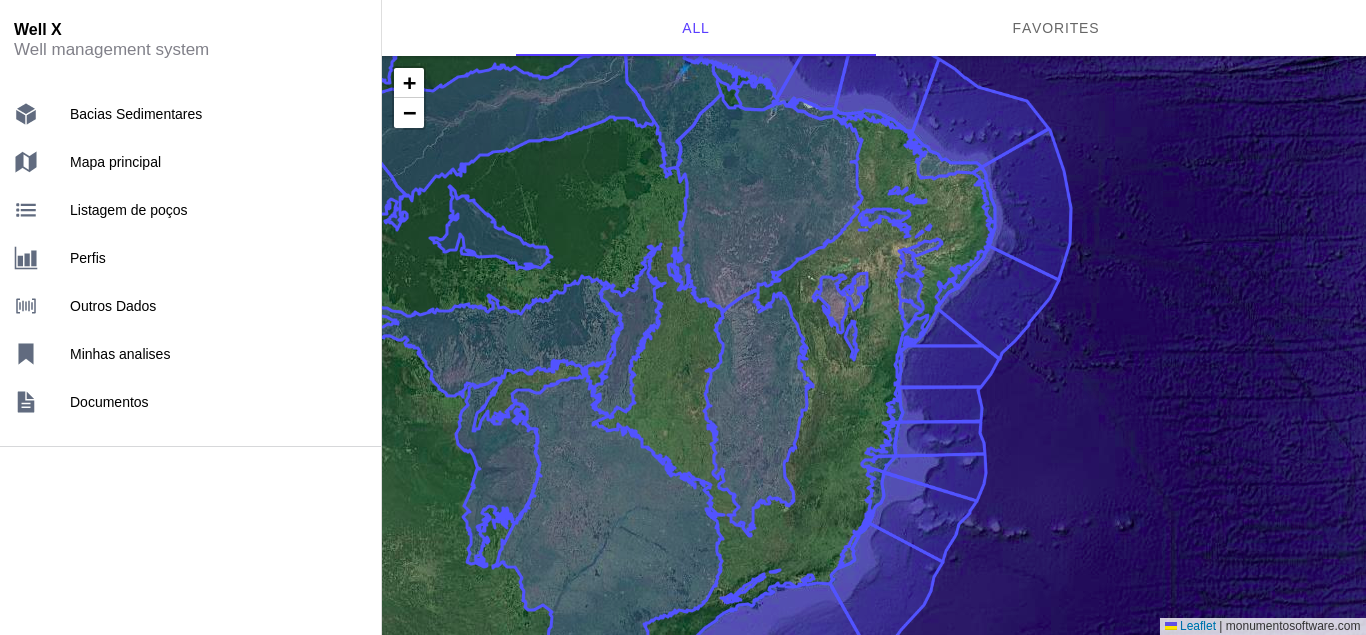 Well X
Well management system
Bacias Sedimentares
Mapa principal
Listagem de poços
Perfis
Outros Dados
Minhas analises
Documentos
ALL
FAVORITES
+
−
Leaflet | monumentosoftware.com